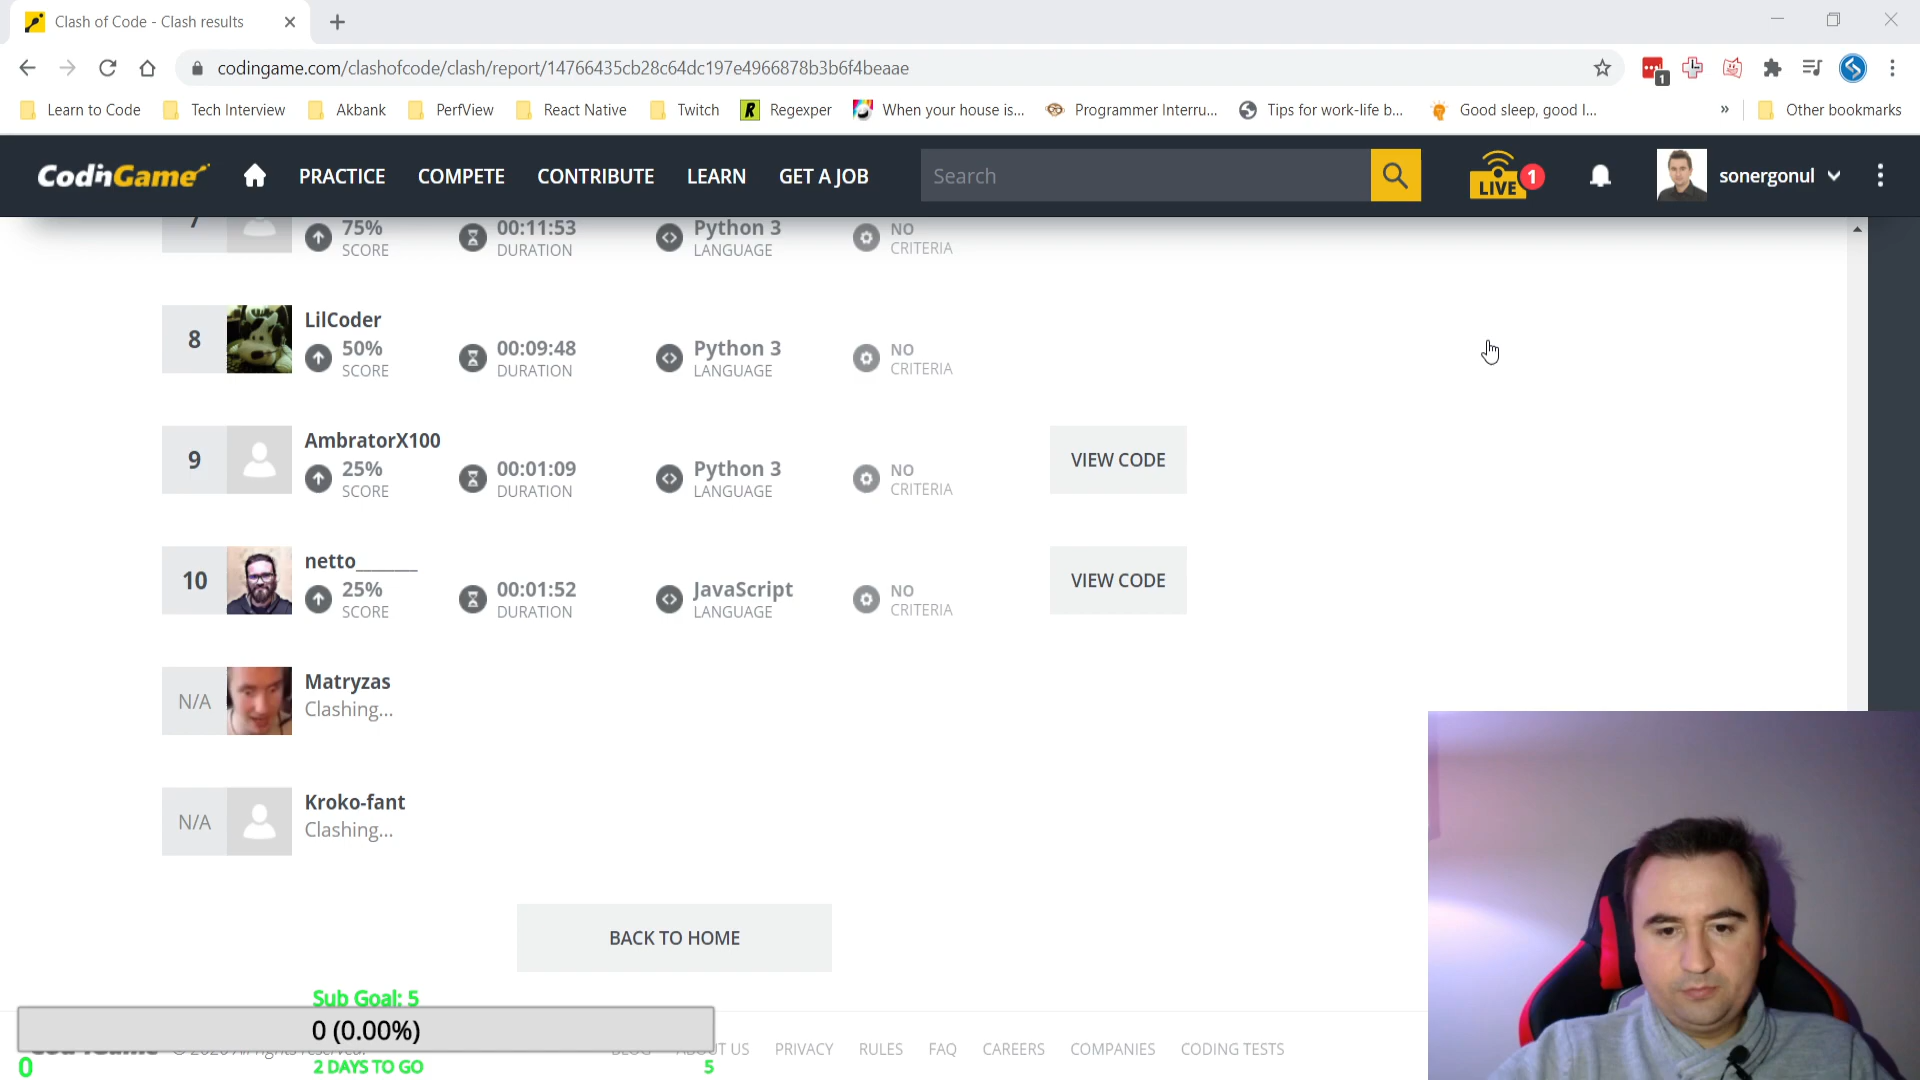 Clash of Code - Clash results
codingame.com/clashofcode/clash/report/14766435cb28c64dc197e4966878b3b6f4beaae
1
Learn to Code Tech Interview Akbank PerfView React Native Twitch R Regexper When your house is... Programmer Interru... Tips for work-life b... Good sleep, good l... » Other bookmarks
CodinGame PRACTICE COMPETE CONTRIBUTE LEARN GET A JOB Search LIVE 1 sonergonul
7 75% 00:11:53 Python 3 NO
SCORE DURATION LANGUAGE CRITERIA
LilCoder
8 50% 00:09:48 Python 3 NO
SCORE DURATION LANGUAGE CRITERIA
AmbratorX100
9 25% 00:01:09 Python 3 NO VIEW CODE
SCORE DURATION LANGUAGE CRITERIA
netto________
10 25% 00:01:52 JavaScript NO VIEW CODE
SCORE DURATION LANGUAGE CRITERIA
Matryzas
N/A Clashing...
Kroko-fant
N/A Clashing...
BACK TO HOME
Sub Goal: 5
0 (0.00%)
PRIVACY RULES FAQ CAREERS COMPANIES CODING TESTS
0 2 DAYS TO GO 5